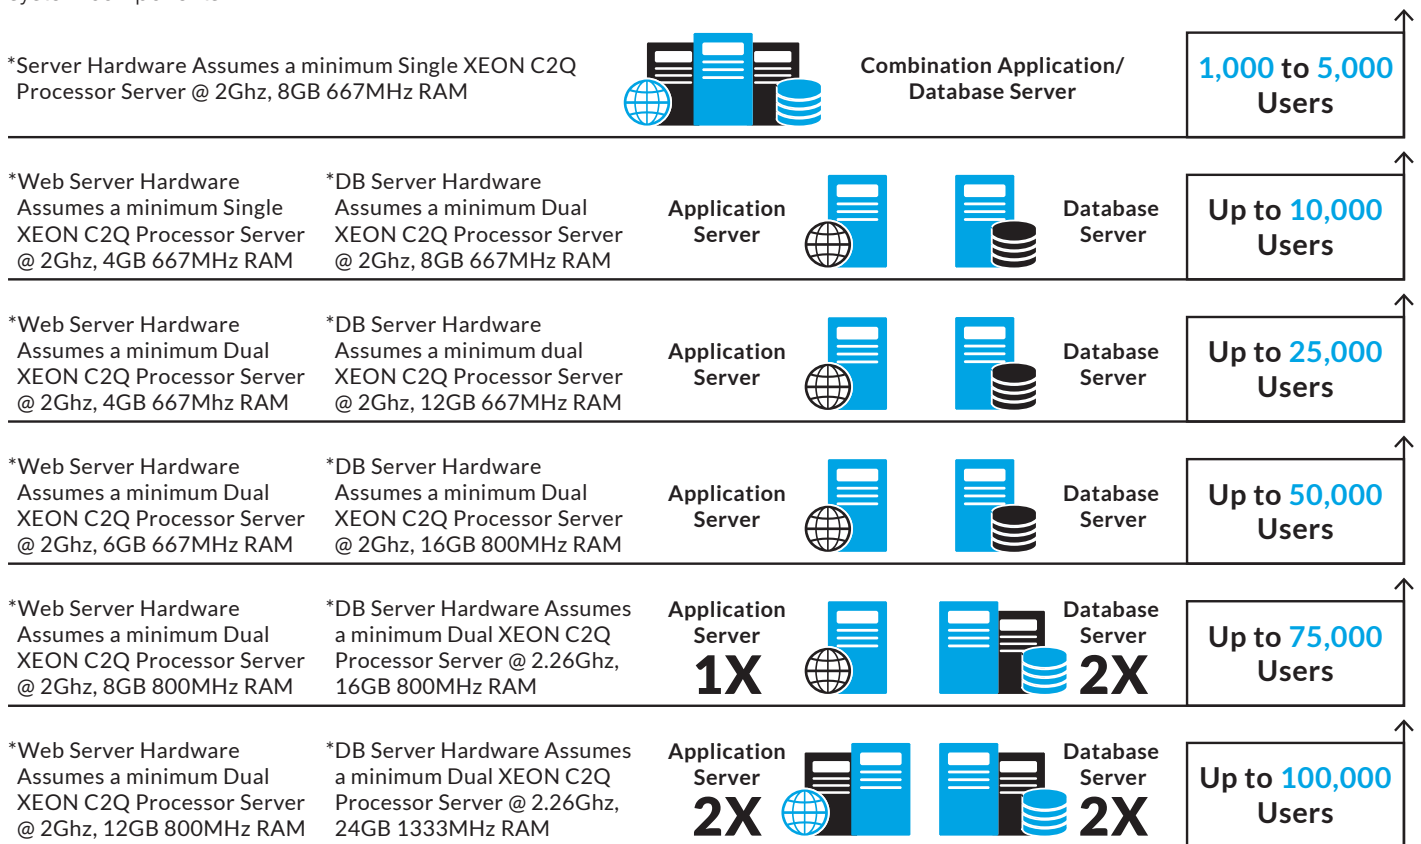 *Server Hardware Assumes a minimum Single XEON C2Q
Processor Server @ 2Ghz, 8GB 667MHz RAM
Combination Application/
Database Server
1,000 to 5,000
Users
*Web Server Hardware
Assumes a minimum Single
XEON C2Q Processor Server
@ 2Ghz, 4GB 667MHz RAM
*DB Server Hardware
Assumes a minimum Dual
XEON C2Q Processor Server
@ 2Ghz, 8GB 667MHz RAM
Application
Server
Database
Server
Up to 10,000
Users
*Web Server Hardware
Assumes a minimum Dual
XEON C2Q Processor Server
@ 2Ghz, 4GB 667Mhz RAM
*DB Server Hardware
Assumes a minimum dual
XEON C2Q Processor Server
@ 2Ghz, 12GB 667MHz RAM
Application
Server
Database
Server
Up to 25,000
Users
*Web Server Hardware
Assumes a minimum Dual
XEON C2Q Processor Server
@ 2Ghz, 6GB 667MHz RAM
*DB Server Hardware
Assumes a minimum Dual
XEON C2Q Processor Server
@ 2Ghz, 16GB 800MHz RAM
Application
Server
Database
Server
Up to 50,000
Users
*Web Server Hardware
Assumes a minimum Dual
XEON C2Q Processor Server
@ 2Ghz, 8GB 800MHz RAM
*DB Server Hardware Assumes
a minimum Dual XEON C2Q
Processor Server @ 2.26Ghz,
16GB 800MHz RAM
Application
Server
1X
Database
Server
2X
Up to 75,000
Users
*Web Server Hardware
Assumes a minimum Dual
XEON C2Q Processor Server
@ 2Ghz, 12GB 800MHz RAM
*DB Server Hardware Assumes
a minimum Dual XEON C2Q
Processor Server @ 2.26Ghz,
24GB 1333MHz RAM
Application
Server
2X
Database
Server
2X
Up to 100,000
Users